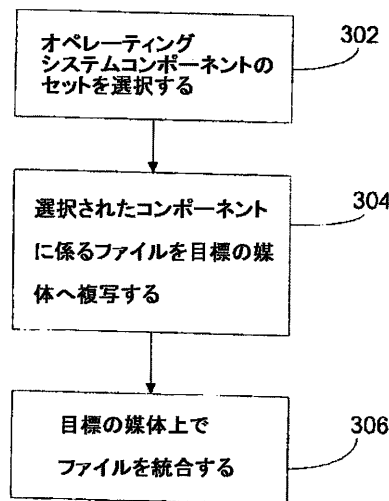 オペレーティング
システムコンポーネントの
セットを選択する
302
選択されたコンポーネント
に係るファイルを目標の媒
体へ複写する
304
目標の媒体上で
ファイルを統合する
306